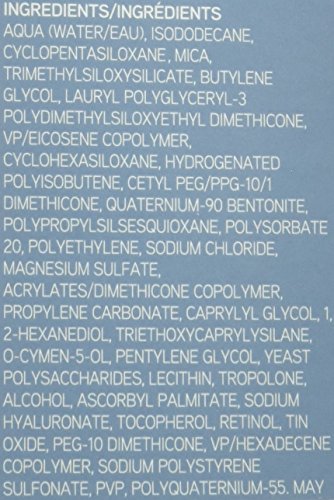 INGREDIENTS/INGRÉDIENTS
AQUA (WATER/EAU), ISODODECANE,
CYCLOPENTASILOXANE, MICA,
TRIMETHYLSILOXYSILICATE, BUTYLENE
GLYCOL, LAURYL POLYGLYCERYL-3
POLYDIMETHYLSILOXYETHYL DIMETHICONE,
VP/EICOSENE COPOLYMER,
CYCLOHEXASILOXANE, HYDROGENATED
POLYISOBUTENE, CETYL PEG/PPG-10/1
DIMETHICONE, QUATERNIUM-90 BENTONITE,
POLYPROPYLSILSESQUIOXANE, POLYSORBATE
20, POLYETHYLENE, SODIUM CHLORIDE,
MAGNESIUM SULFATE,
ACRYLATES/DIMETHICONE COPOLYMER,
PROPYLENE CARBONATE, CAPRYLYL GLYCOL, 1,
2-HEXANEDIOL, TRIETHOXYCAPRYLYSILANE,
O-CYMEN-5-OL, PENTYLENE GLYCOL, YEAST
POLYSACCHARIDES, LECITHIN, TROPOLONE,
ALCOHOL, ASCORBYL PALMITATE, SODIUM
HYALURONATE, TOCOPHEROL, RETINOL, TIN
OXIDE, PEG-10 DIMETHICONE, VP/HEXADECENE
COPOLYMER, SODIUM POLYSTYRENE
SULFONATE, PVP, POLYQUATERNIUM-55. MAY